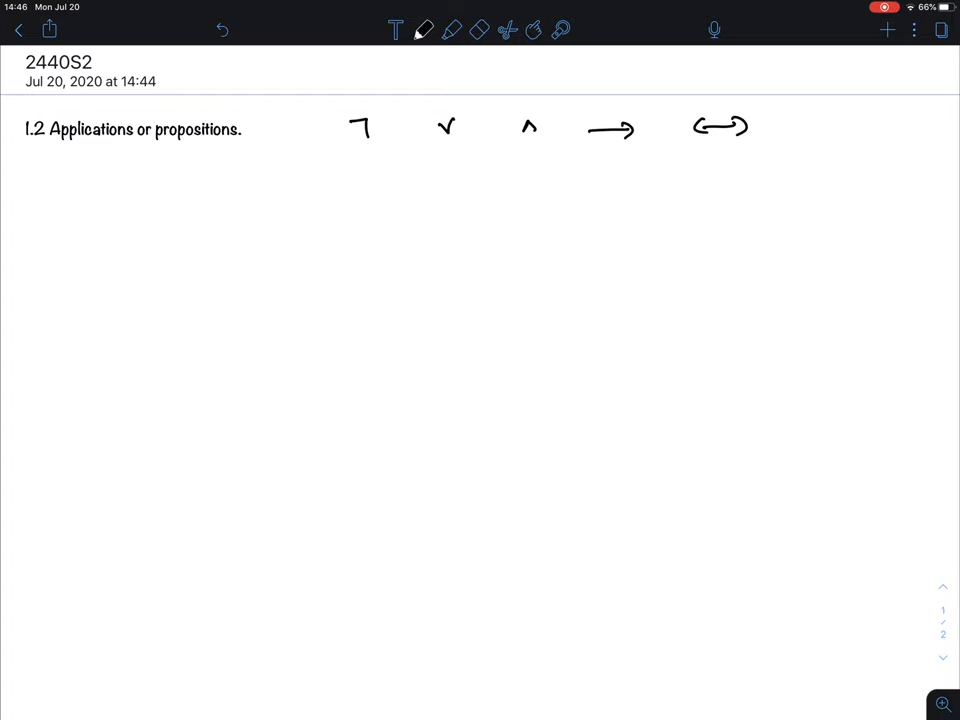 14:46 Mon Jul 20 66%
2440S2
Jul 20, 2020 at 14:44
1.2 Applications or propositions. ¬ ∨ ∧ → ↔
1
/
2